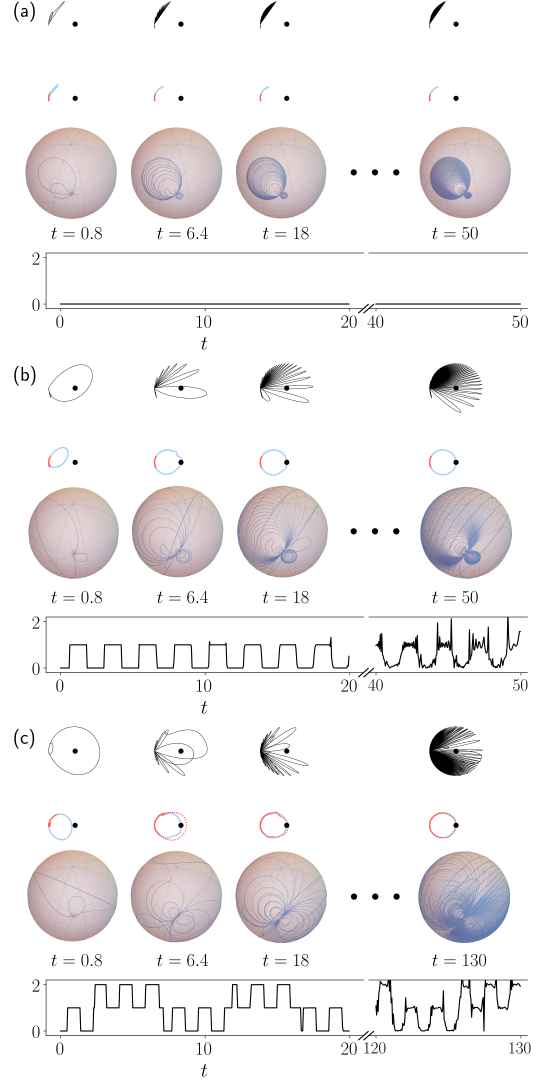 (a)
t = 0.8 t = 6.4 t = 18 t = 50
2
0
0 10 20 40 50
t
(b)
t = 0.8 t = 6.4 t = 18 t = 50
2
0
0 10 20 40 50
t
(c)
t = 0.8 t = 6.4 t = 18 t = 130
2
0
0 10 20 120 130
t